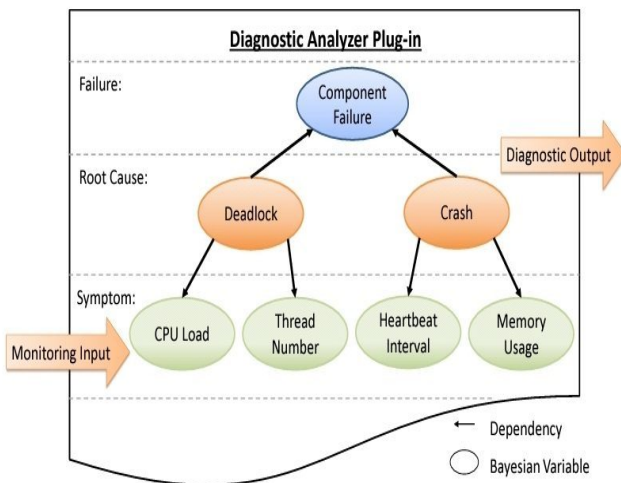 Diagnostic Analyzer Plug-in
Failure:
Component
Failure
Diagnostic Output
Root Cause:
Deadlock
Crash
Symptom:
CPU Load
Thread
Number
Heartbeat
Interval
Memory
Usage
Monitoring Input
Dependency
Bayesian Variable